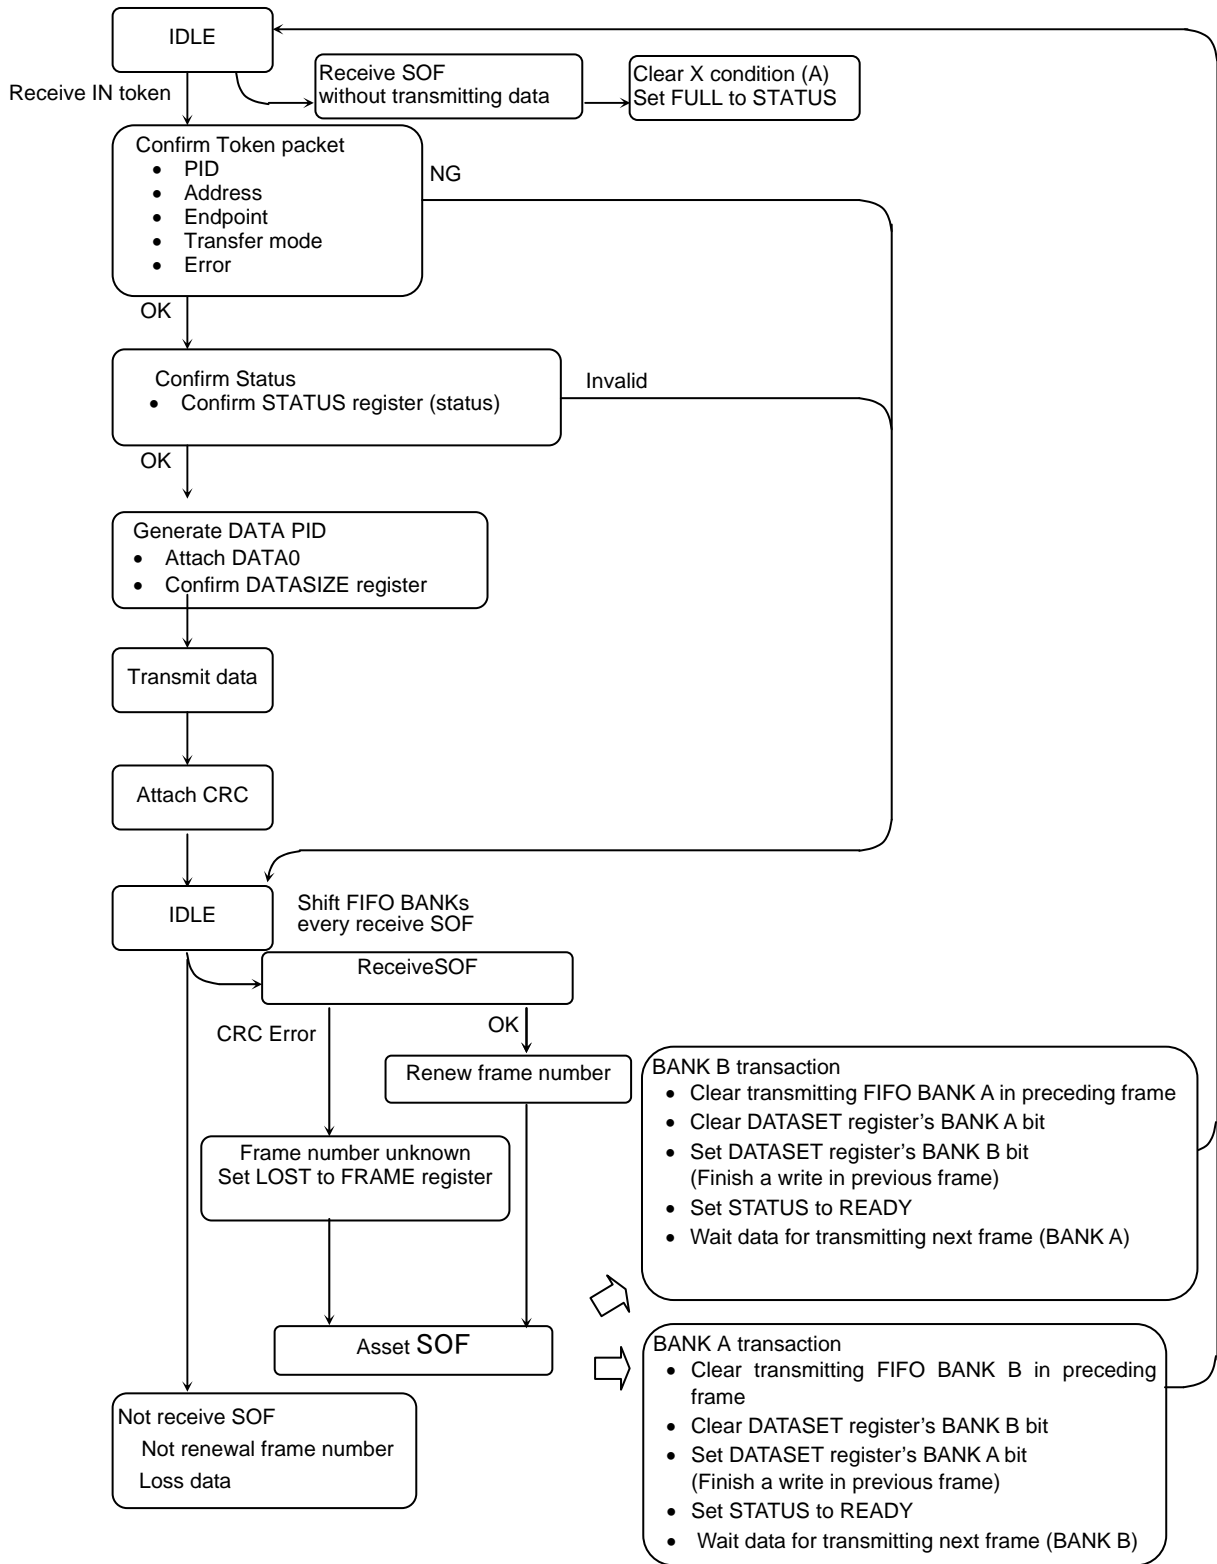 IDLE
Receive IN token
Receive SOF
without transmitting data
Clear X condition (A)
Set FULL to STATUS
Confirm Token packet
• PID
• Address
• Endpoint
• Transfer mode
• Error
NG
OK
Confirm Status
• Confirm STATUS register (status)
Invalid
OK
Generate DATA PID
• Attach DATA0
• Confirm DATASIZE register
Transmit data
Attach CRC
IDLE
Shift FIFO BANKs
every receive SOF
ReceiveSOF
CRC Error
OK
Renew frame number
Frame number unknown
Set LOST to FRAME register
Asset SOF
Not receive SOF
Not renewal frame number
Loss data
BANK B transaction
• Clear transmitting FIFO BANK A in preceding frame
• Clear DATASET register's BANK A bit
• Set DATASET register's BANK B bit
(Finish a write in previous frame)
• Set STATUS to READY
• Wait data for transmitting next frame (BANK A)
BANK A transaction
• Clear transmitting FIFO BANK B in preceding
frame
• Clear DATASET register's BANK B bit
• Set DATASET register's BANK A bit
(Finish a write in previous frame)
• Set STATUS to READY
• Wait data for transmitting next frame (BANK B)